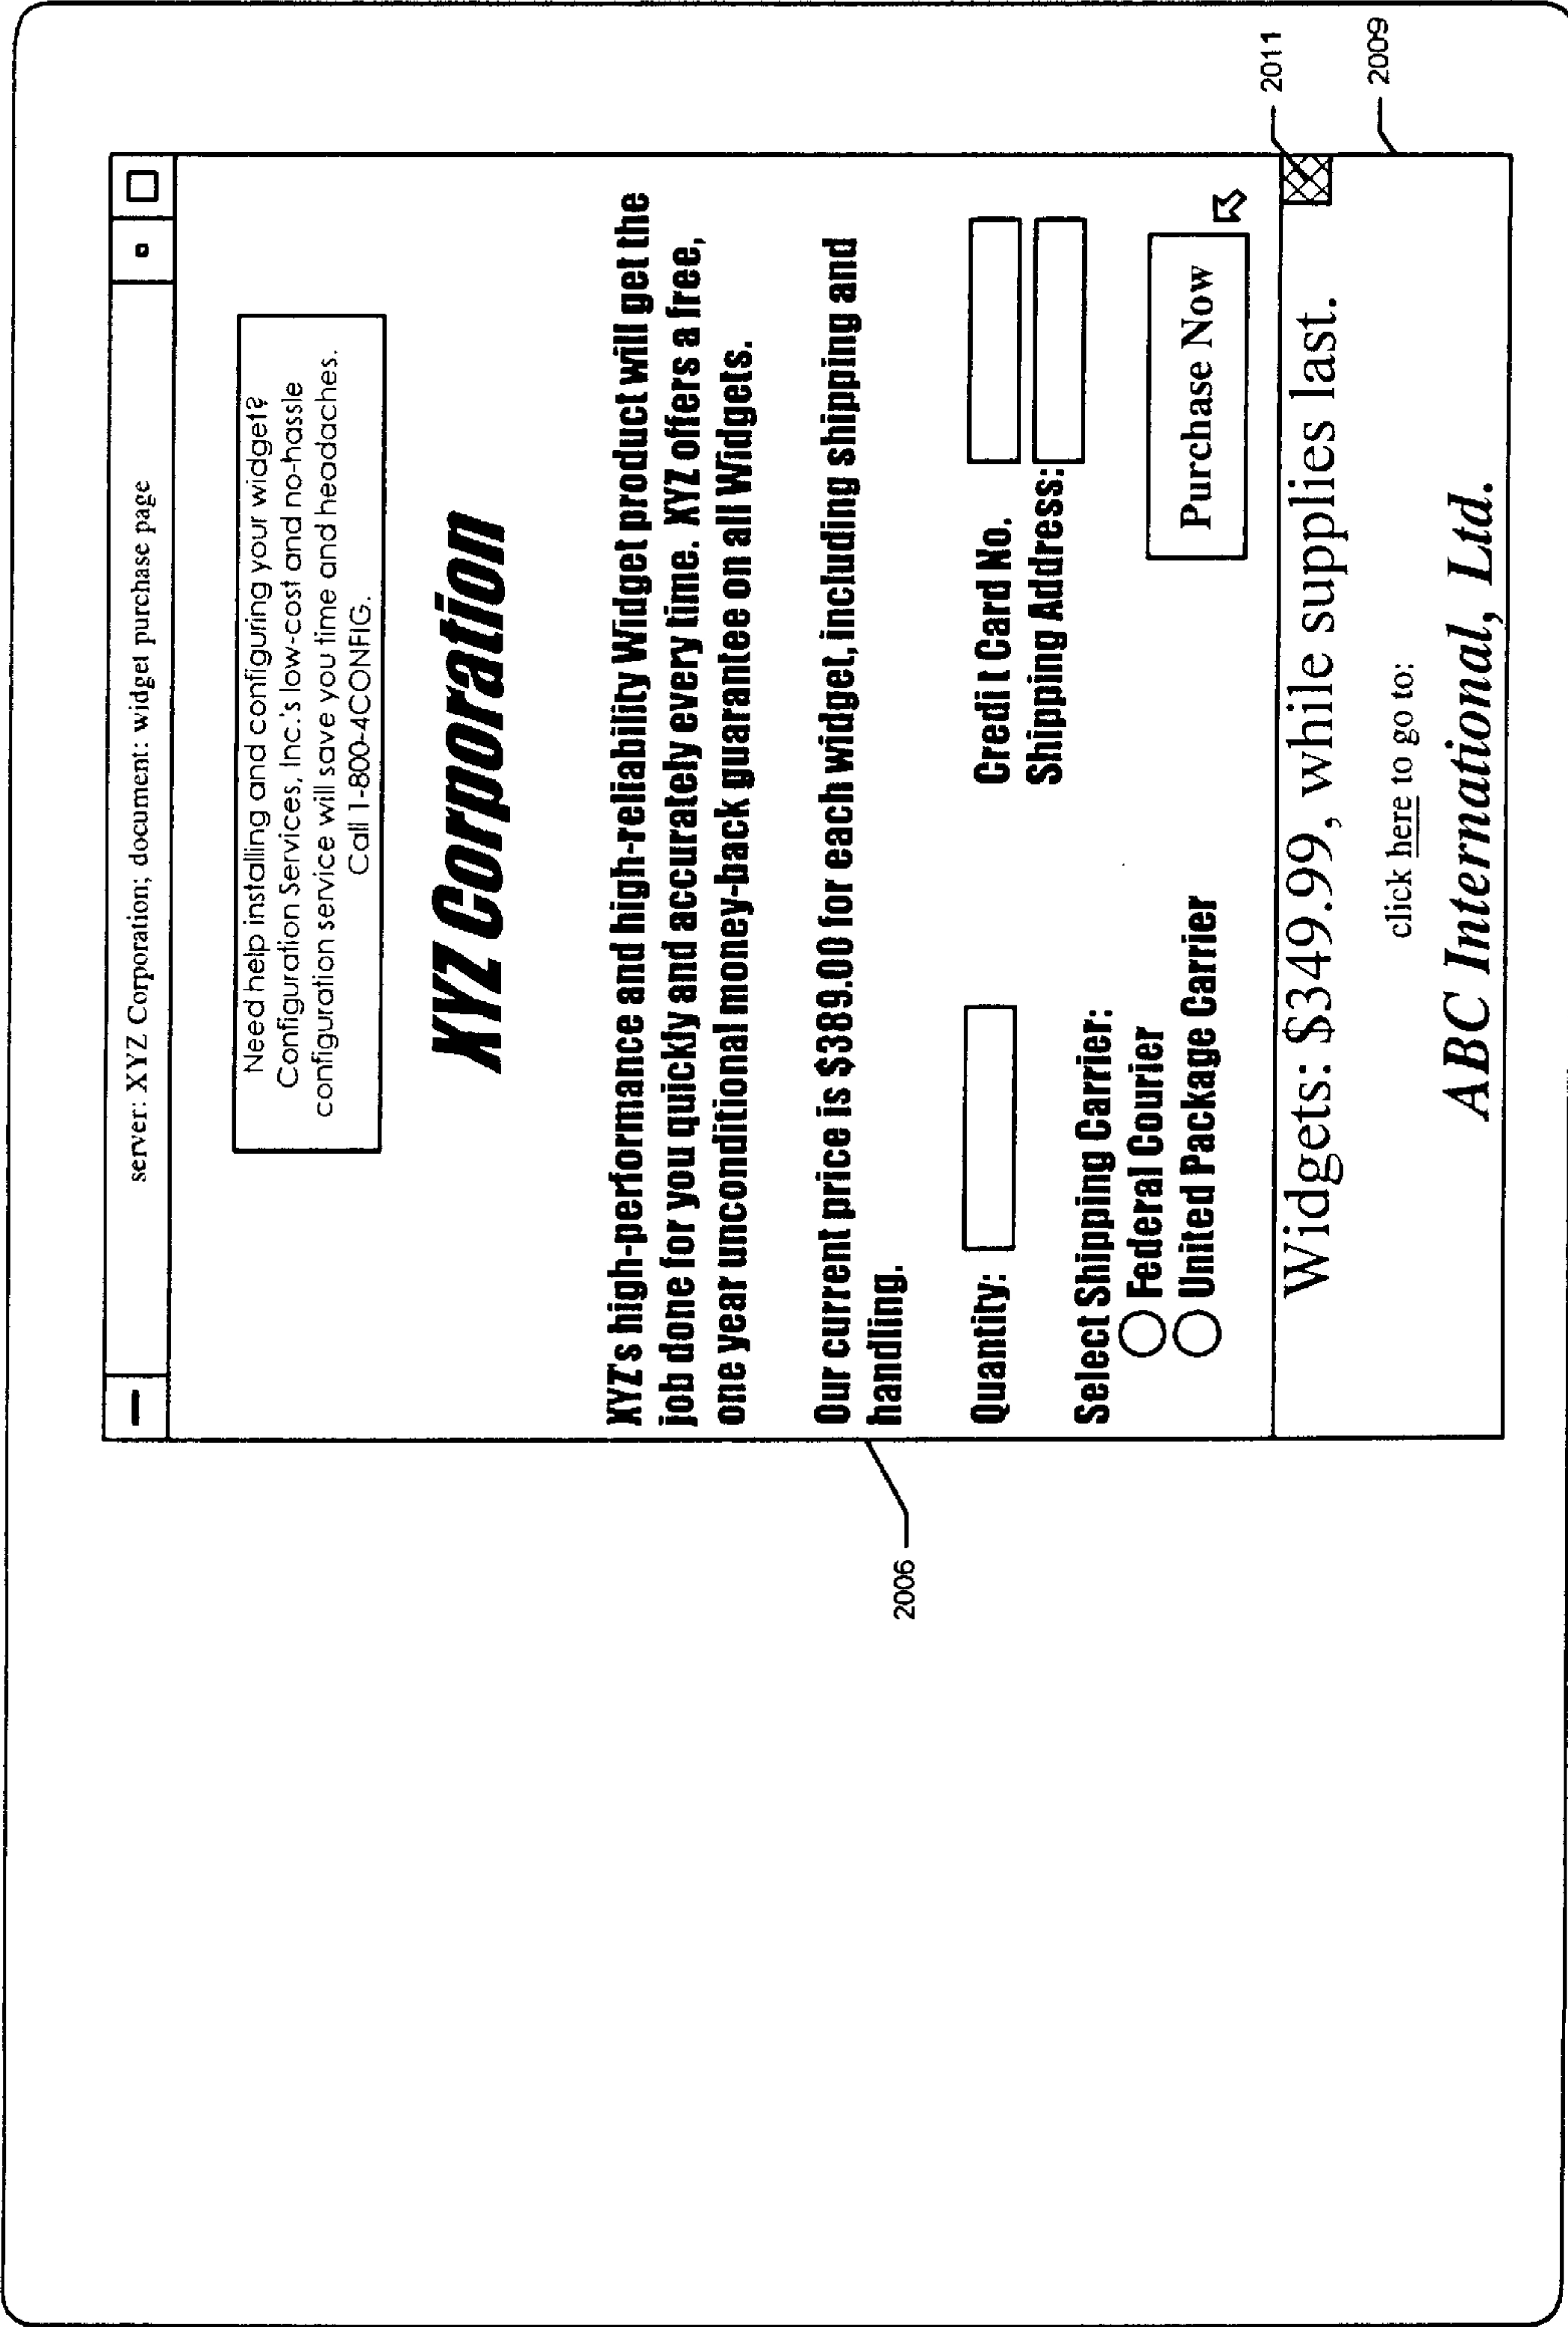 server: XYZ Corporation; document: widget purchase page
Need help installing and configuring your widget?
Configuration Services, Inc.'s low-cost and no-hassle
configuration service will save you time and headaches.
Call 1-800-4CONFIG.
XYZ Corporation
XYZ's high-performance and high-reliability Widget product will get the
job done for you quickly and accurately every time. XYZ offers a free,
one year unconditional money-back guarantee on all Widgets.
Our current price is $389.00 for each widget, including shipping and
handling.
2006
Quantity:
Credit Card No.
Shipping Address:
Select Shipping Carrier:
Federal Courier
United Package Carrier
Purchase Now
2011
Widgets: $349.99, while supplies last.
2009
click here to go to:
ABC International, Ltd.